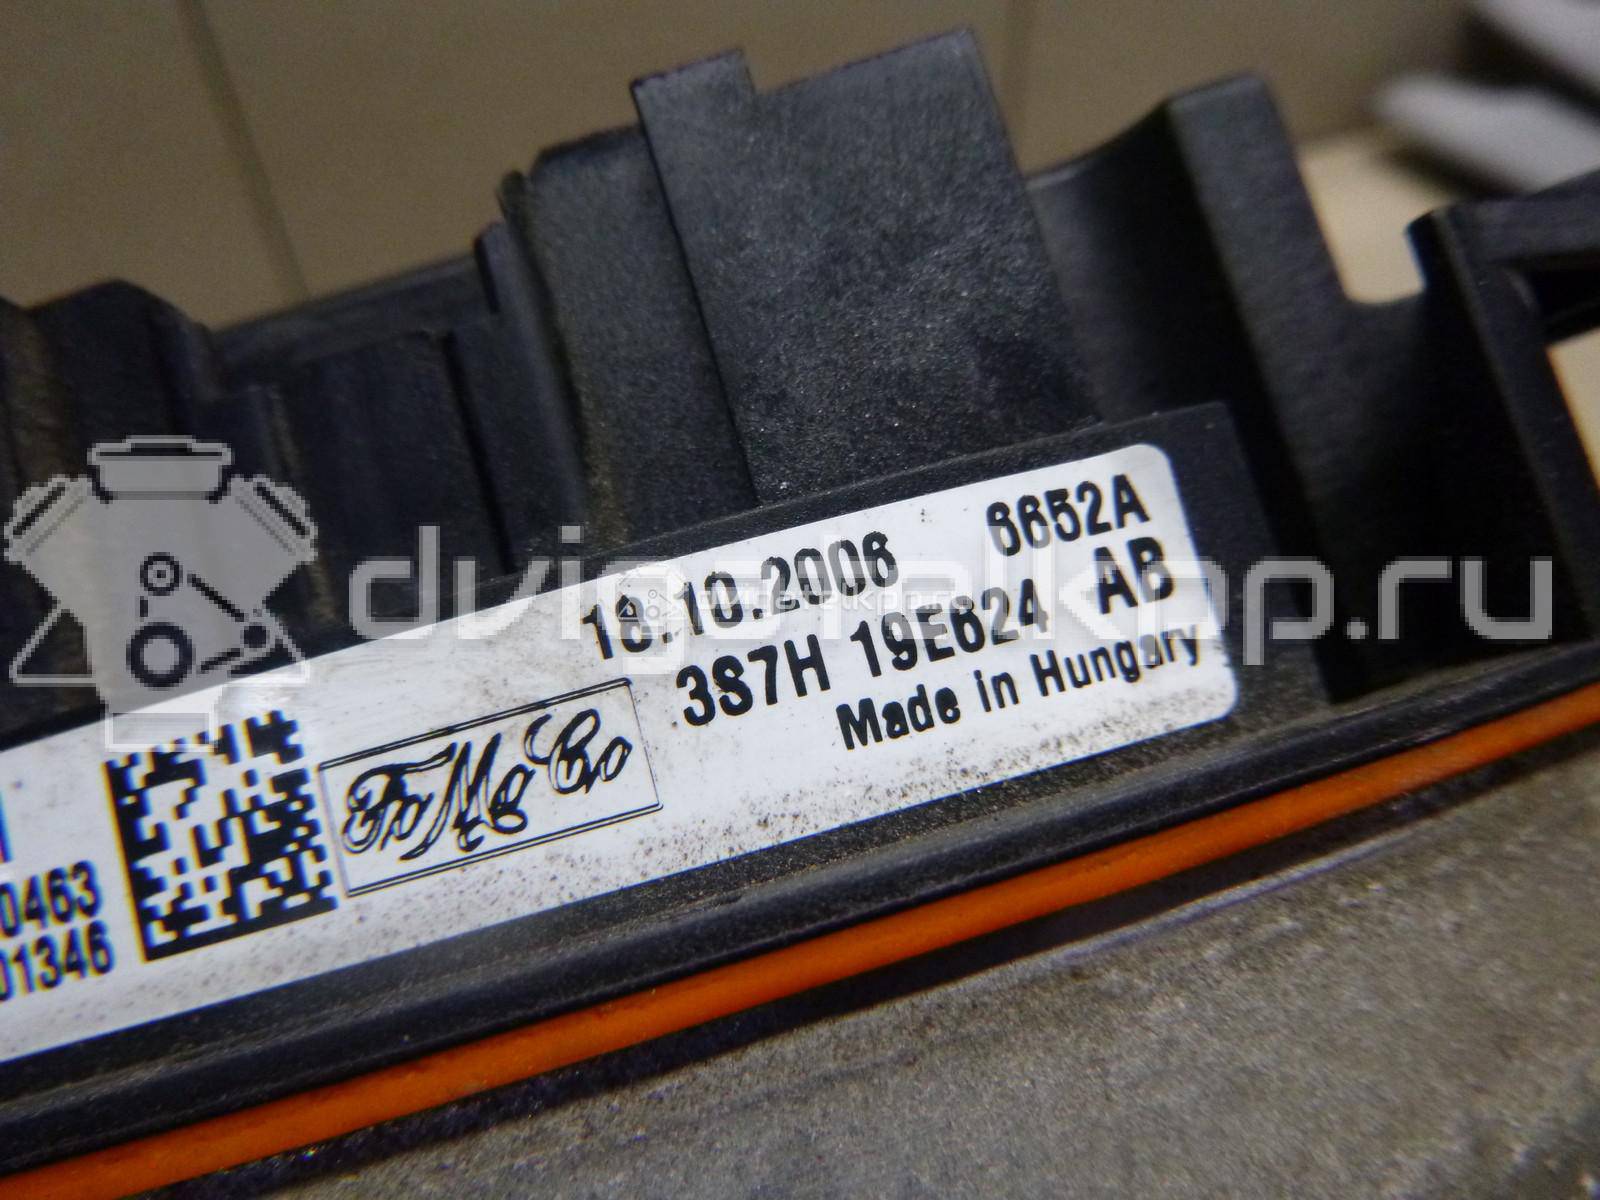 18.10.2006 6652A
3S7H 19E624 AB
Made in Hungary
FoMoCo
0463
01346
dvigatelkpp.ru